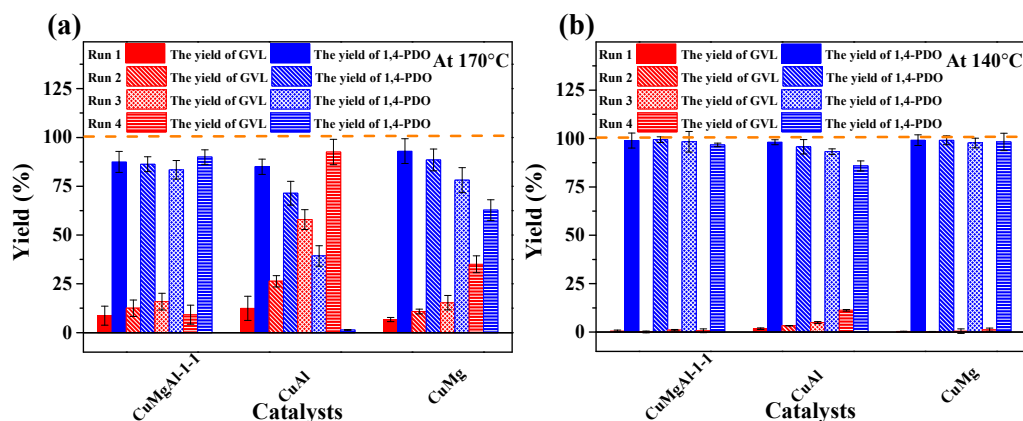 (a)
Run 1 The yield of GVL The yield of 1,4-PDO
Run 2 The yield of GVL The yield of 1,4-PDO
Run 3 The yield of GVL The yield of 1,4-PDO
Run 4 The yield of GVL The yield of 1,4-PDO
At 170°C
125
100
75
50
25
0
Yield (%)
CuMgAl-1-1
CuAl
CuMg
Catalysts
(b)
Run 1 The yield of GVL The yield of 1,4-PDO
Run 2 The yield of GVL The yield of 1,4-PDO
Run 3 The yield of GVL The yield of 1,4-PDO
Run 4 The yield of GVL The yield of 1,4-PDO
At 140°C
125
100
75
50
25
0
Yield (%)
CuMgAl-1-1
CuAl
CuMg
Catalysts